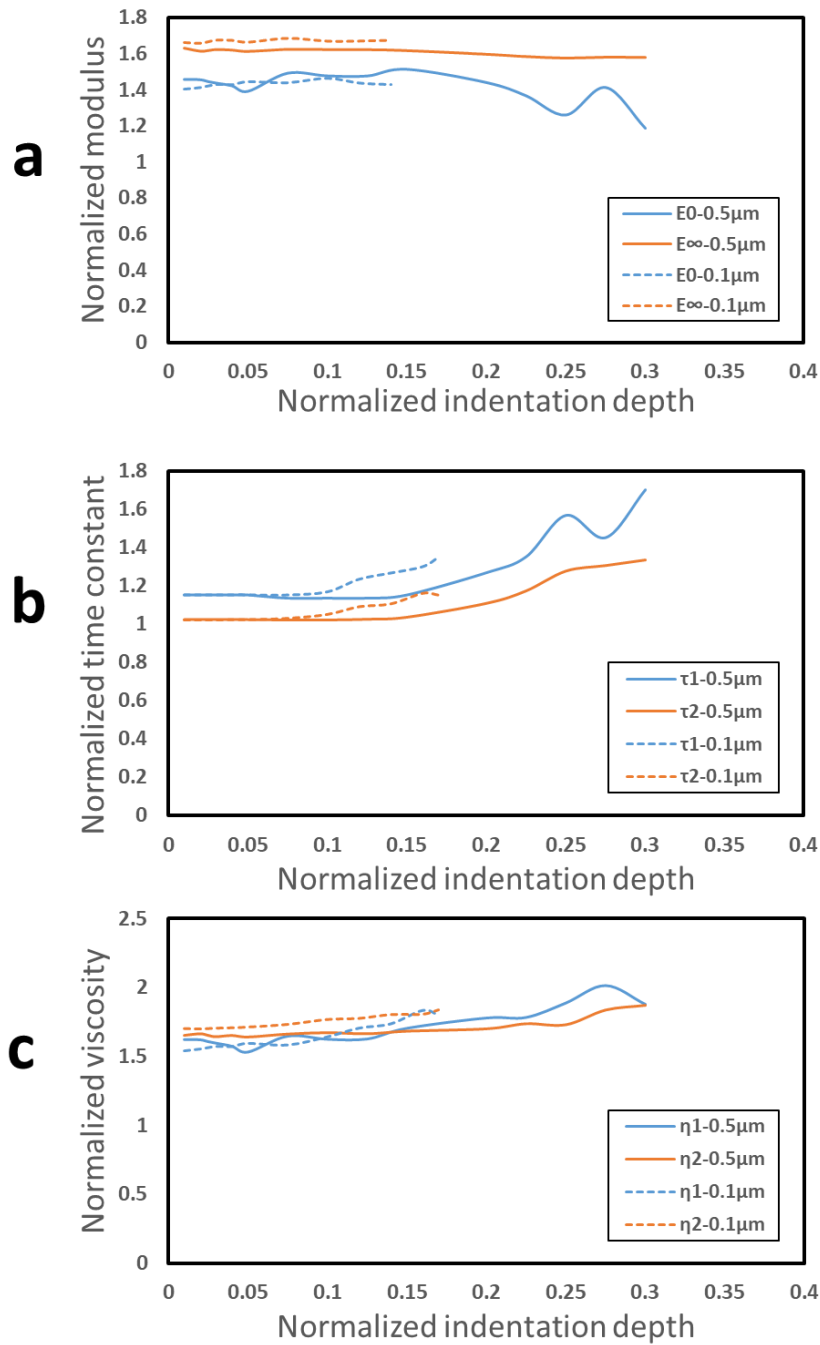 a
Normalized modulus
1.8
1.6
1.4
1.2
1
0.8
0.6
0.4
0.2
0
E0-0.5μm
E∞-0.5μm
E0-0.1μm
E∞-0.1μm
0 0.05 0.1 0.15 0.2 0.25 0.3 0.35 0.4
Normalized indentation depth
b
Normalized time constant
1.8
1.6
1.4
1.2
1
0.8
0.6
0.4
0.2
0
τ1-0.5μm
τ2-0.5μm
τ1-0.1μm
τ2-0.1μm
0 0.05 0.1 0.15 0.2 0.25 0.3 0.35 0.4
Normalized indentation depth
c
Normalized viscosity
2.5
2
1.5
1
0.5
0
η1-0.5μm
η2-0.5μm
η1-0.1μm
η2-0.1μm
0 0.05 0.1 0.15 0.2 0.25 0.3 0.35 0.4
Normalized indentation depth